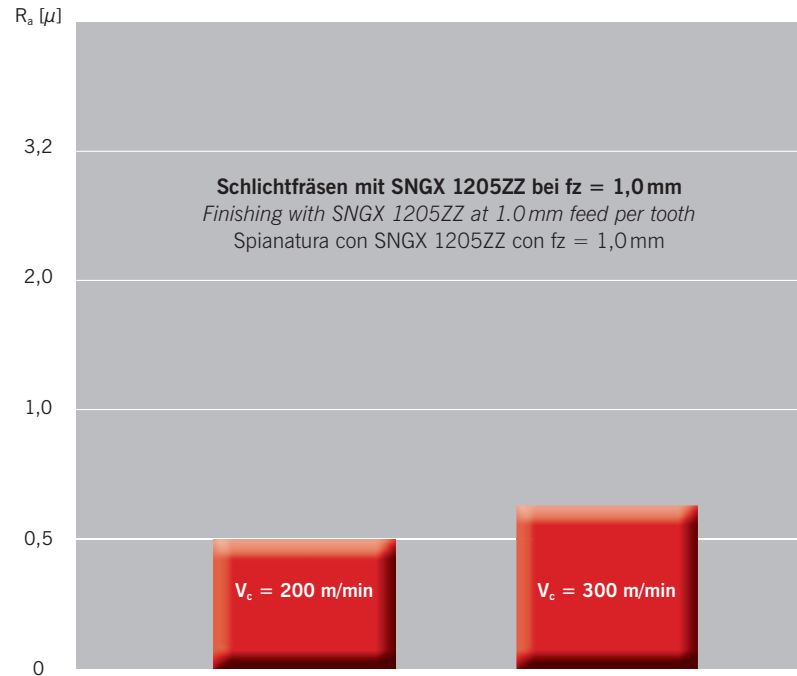 Rₐ [µ]
3,2
Schlichtfräsen mit SNGX 1205ZZ bei fz = 1,0 mm
Finishing with SNGX 1205ZZ at 1.0 mm feed per tooth
Spianatura con SNGX 1205ZZ con fz = 1,0 mm
2,0
1,0
0,5
V_c = 200 m/min
V_c = 300 m/min
0